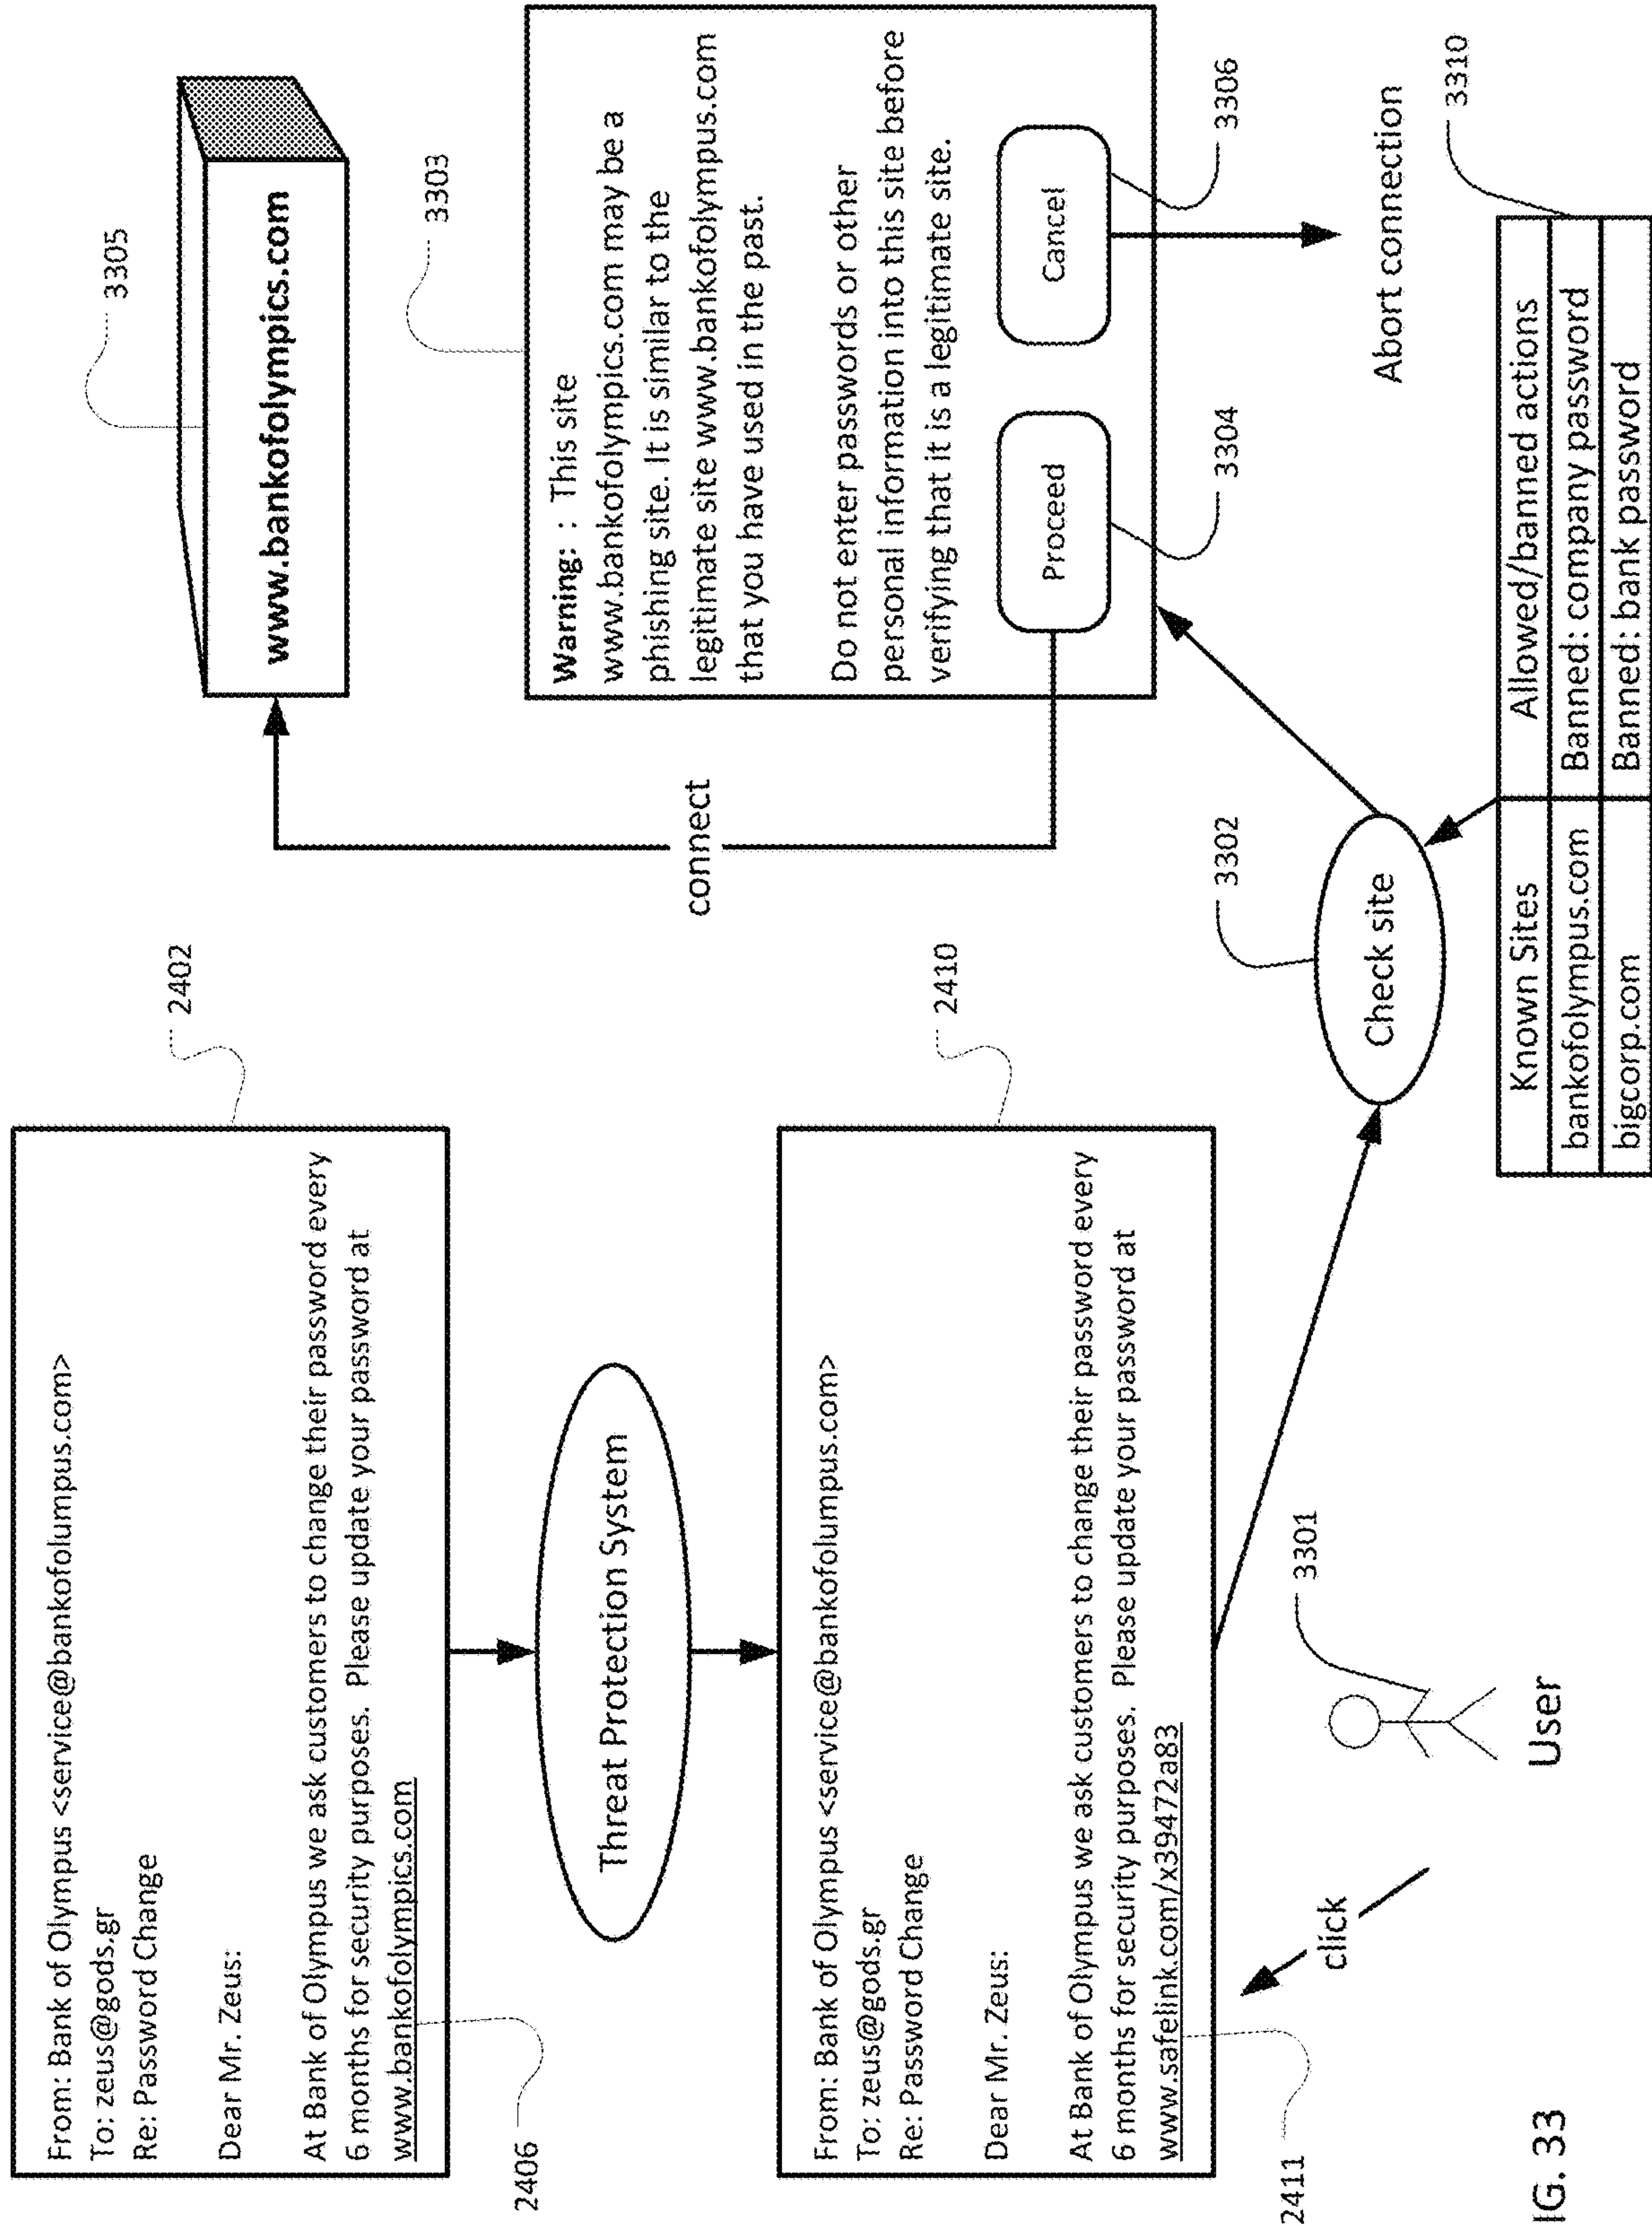 2402
From: Bank of Olympus <service@bankofolumpus.com>
To: zeus@gods.gr
Re: Password Change
Dear Mr. Zeus:
At Bank of Olympus we ask customers to change their password every
6 months for security purposes. Please update your password at
www.bankofolympics.com
2406
Threat Protection System
2410
From: Bank of Olympus <service@bankofolumpus.com>
To: zeus@gods.gr
Re: Password Change
Dear Mr. Zeus:
At Bank of Olympus we ask customers to change their password every
6 months for security purposes. Please update your password at
www.safelink.com/x39472a83
2411
click
3301
User
3305
www.bankofolympics.com
connect
3303
Warning: : This site
www.bankofolympics.com may be a
phishing site. It is similar to the
legitimate site www.bankofolympus.com
that you have used in the past.
Do not enter passwords or other
personal information into this site before
verifying that it is a legitimate site.
Proceed
Cancel
3304
3306
Abort connection
3302
Check site
3310
Known Sites
Allowed/banned actions
bankofolympus.com
Banned: company password
bigcorp.com
Banned: bank password
IG. 33